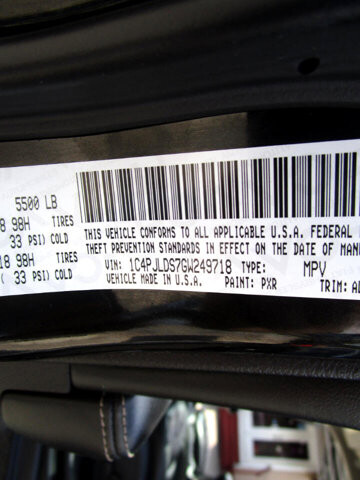 5500 LB
8 98H TIRES
33 PSI) COLD
18 98H TIRES
( 33 PSI) COLD
THIS VEHICLE CONFORMS TO ALL APPLICABLE U.S.A. FEDERAL
THEFT PREVENTION STANDARDS IN EFFECT ON THE DATE OF MAN
VIN: 1C4PJLDS7GW249718 TYPE: MPV
VEHICLE MADE IN U.S.A. PAINT: PXR TRIM: AL